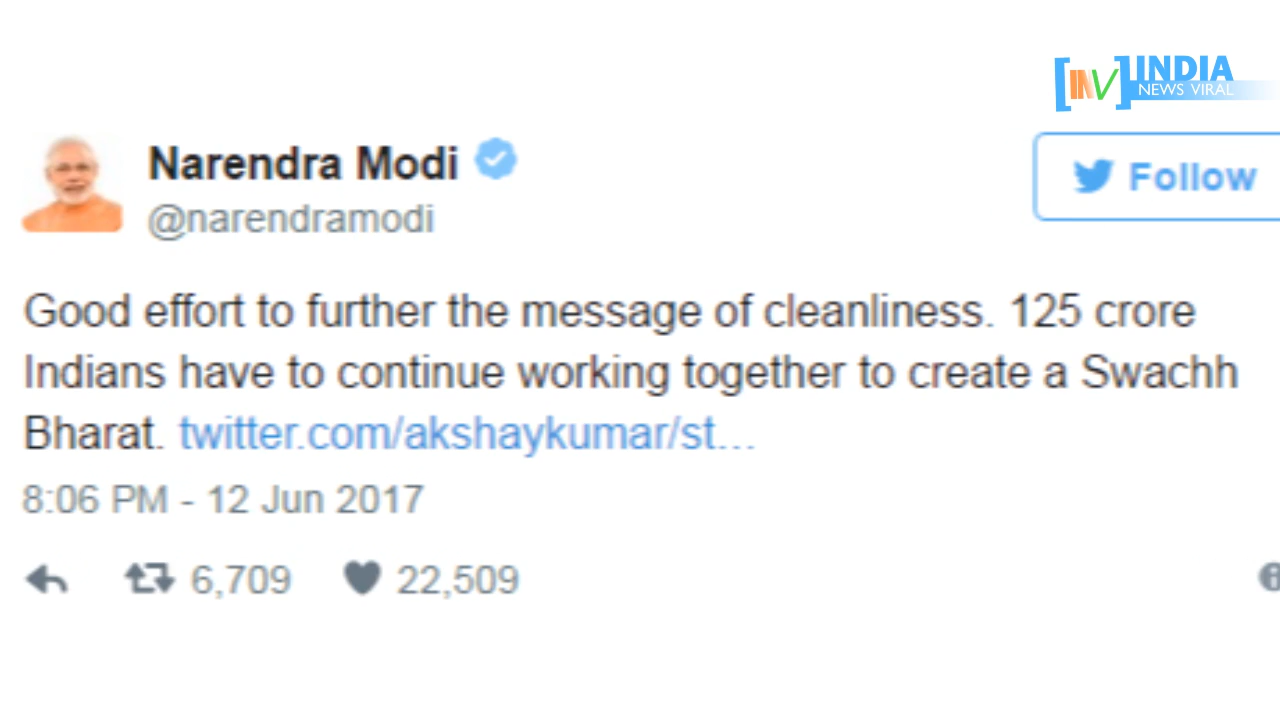 INV INDIA
NEWS VIRAL
Narendra Modi
Follow
@narendramodi
Good effort to further the message of cleanliness. 125 crore
Indians have to continue working together to create a Swachh
Bharat. twitter.com/akshaykumar/st...
8:06 PM - 12 Jun 2017
6,709 22,509